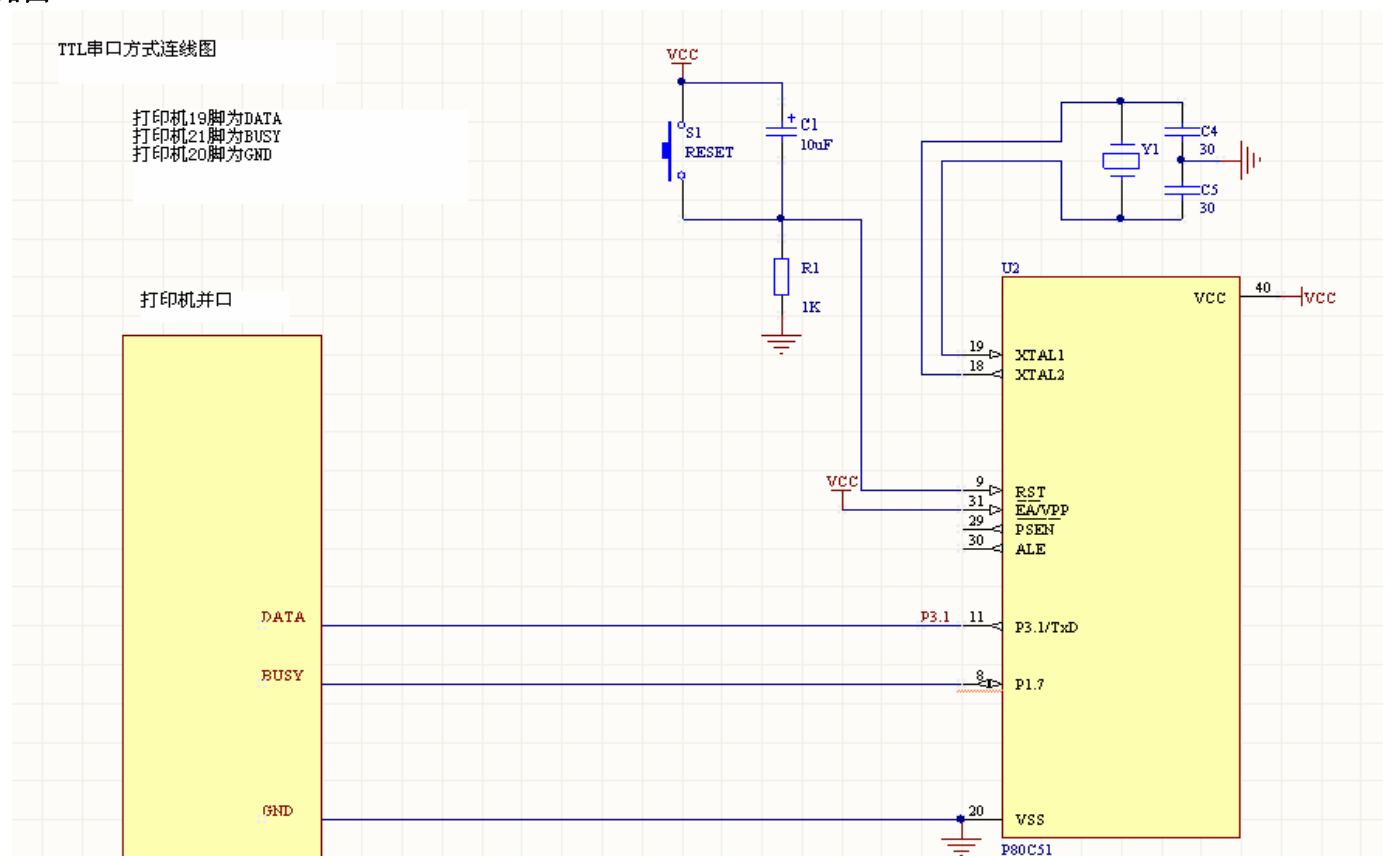 TTL串口方式连线图
打印机19脚为DATA
打印机21脚为BUSY
打印机20脚为GND
VCC
S1
RESET
C1
10uF
R1
1K
Y1
C4
30
C5
30
打印机并口
U2
VCC
40
VCC
19
XTAL1
18
XTAL2
VCC
9
RST
31
EA/VPP
29
PSEN
30
ALE
DATA
P3.1
11
P3.1/TxD
BUSY
8
P1.7
GND
20
VSS
P80C51